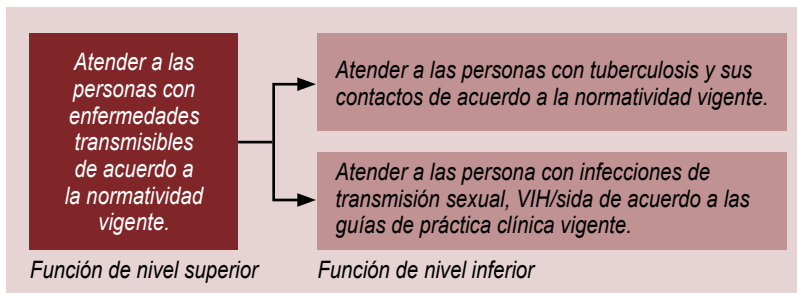 Atender a las
personas con
enfermedades
transmisibles
de acuerdo a
la normatividad
vigente.
Atender a las personas con tuberculosis y sus
contactos de acuerdo a la normatividad vigente.
Atender a las persona con infecciones de
transmisión sexual, VIH/sida de acuerdo a las
guías de práctica clínica vigente.
Función de nivel superior
Función de nivel inferior